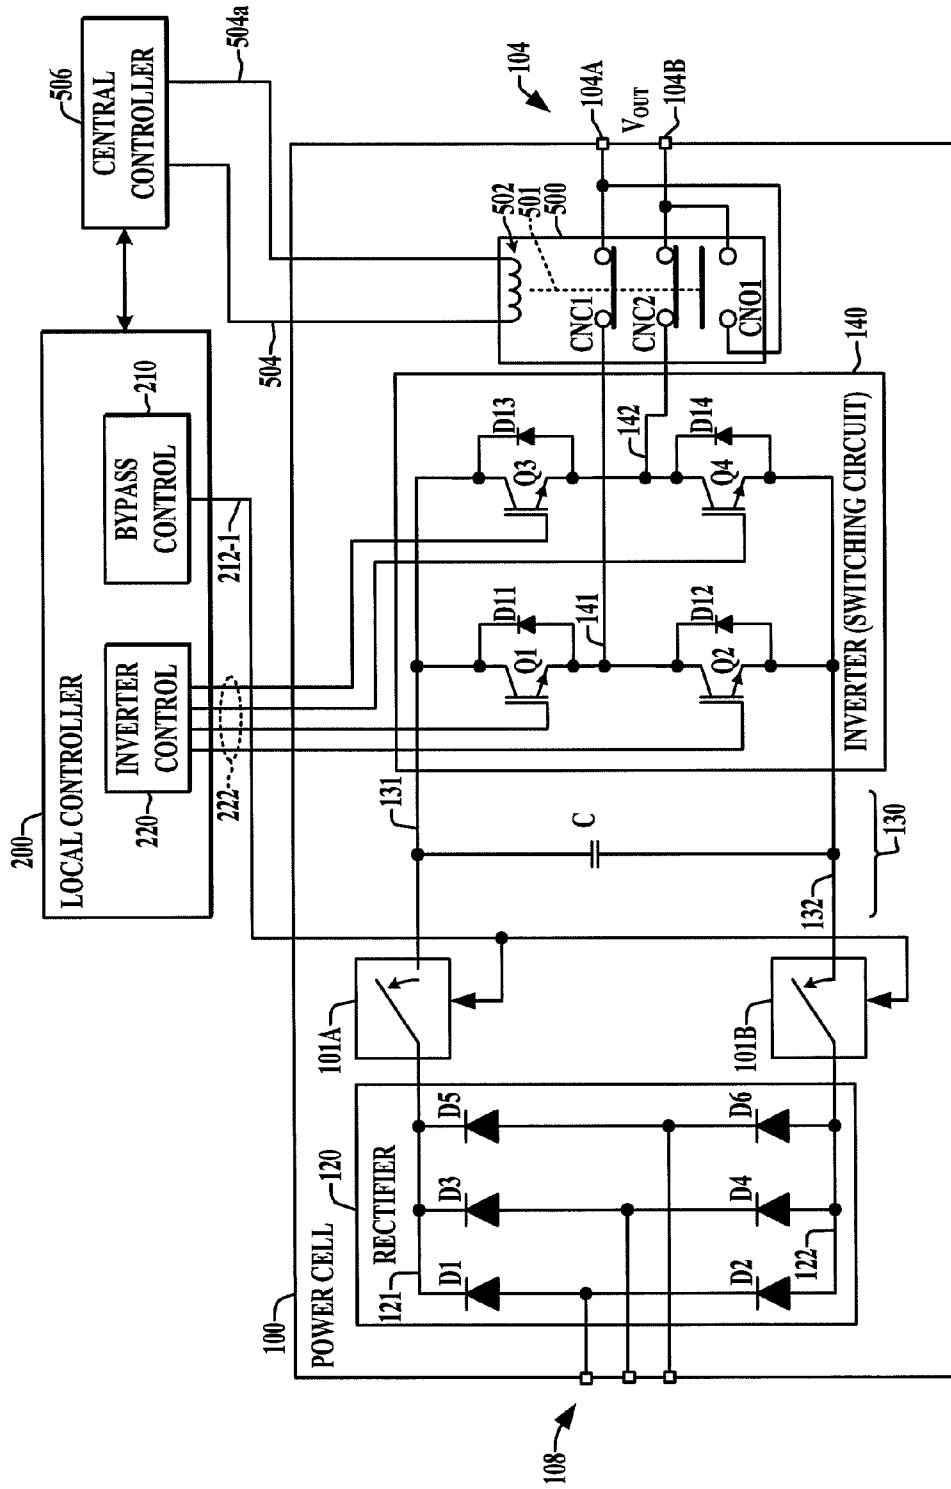 506
CENTRAL
CONTROLLER
504a
200
LOCAL CONTROLLER
210
BYPASS
CONTROL
212-1
INVERTER
CONTROL
220
222
504
104
104A
VOUT
104B
502
501
500
CNC1
CNC2
CNO1
100
POWER CELL
120
RECTIFIER
121
D1
D3
D5
D2
D4
D6
122
108
101A
101B
131
132
C
130
140
INVERTER (SWITCHING CIRCUIT)
Q1
D11
Q3
D13
141
142
Q2
D12
Q4
D14